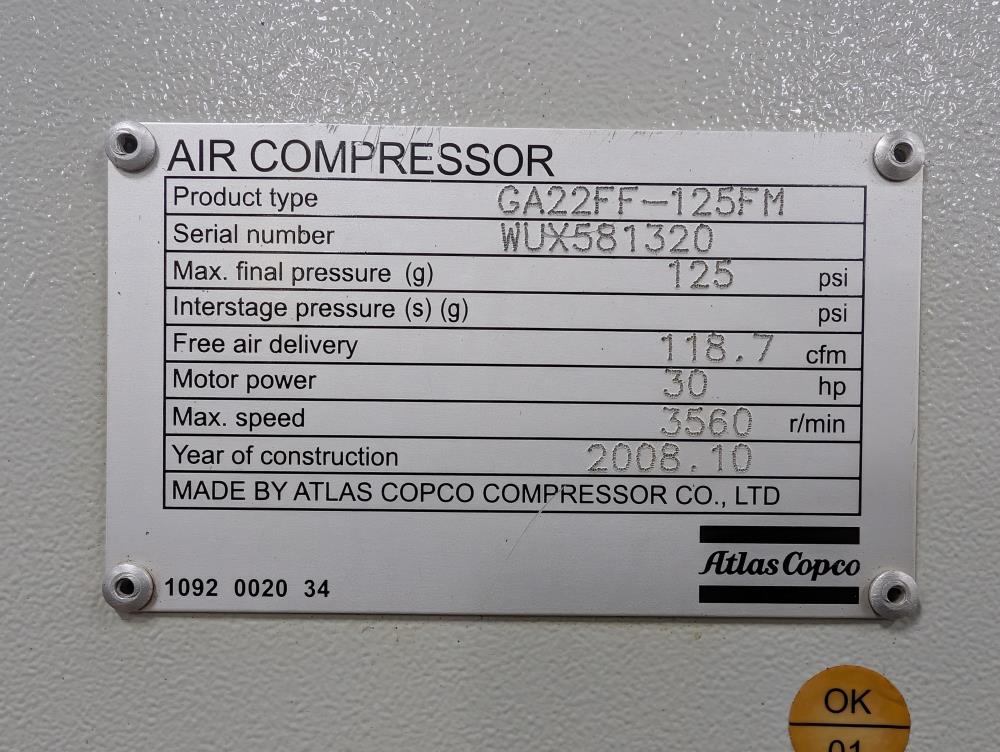 AIR COMPRESSOR
Product type GA22FF-125FM
Serial number WUX581320
Max. final pressure (g) 125 psi
Interstage pressure (s) (g) psi
Free air delivery 118.7 cfm
Motor power 30 hp
Max. speed 3560 r/min
Year of construction 2008.10
MADE BY ATLAS COPCO COMPRESSOR CO., LTD
Atlas Copco
1092 0020 34
OK
01